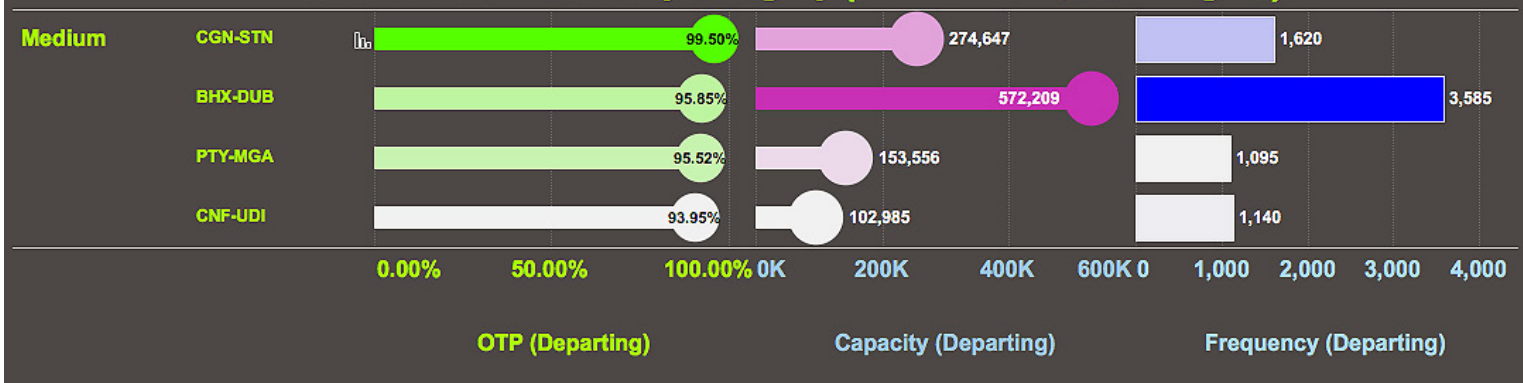 Medium CGN-STN 99.50% 274,647 1,620
BHX-DUB 95.85% 572,209 3,585
PTY-MGA 95.52% 153,556 1,095
CNF-UDI 93.95% 102,985 1,140
0.00% 50.00% 100.00% 0K 200K 400K 600K 0 1,000 2,000 3,000 4,000
OTP (Departing) Capacity (Departing) Frequency (Departing)